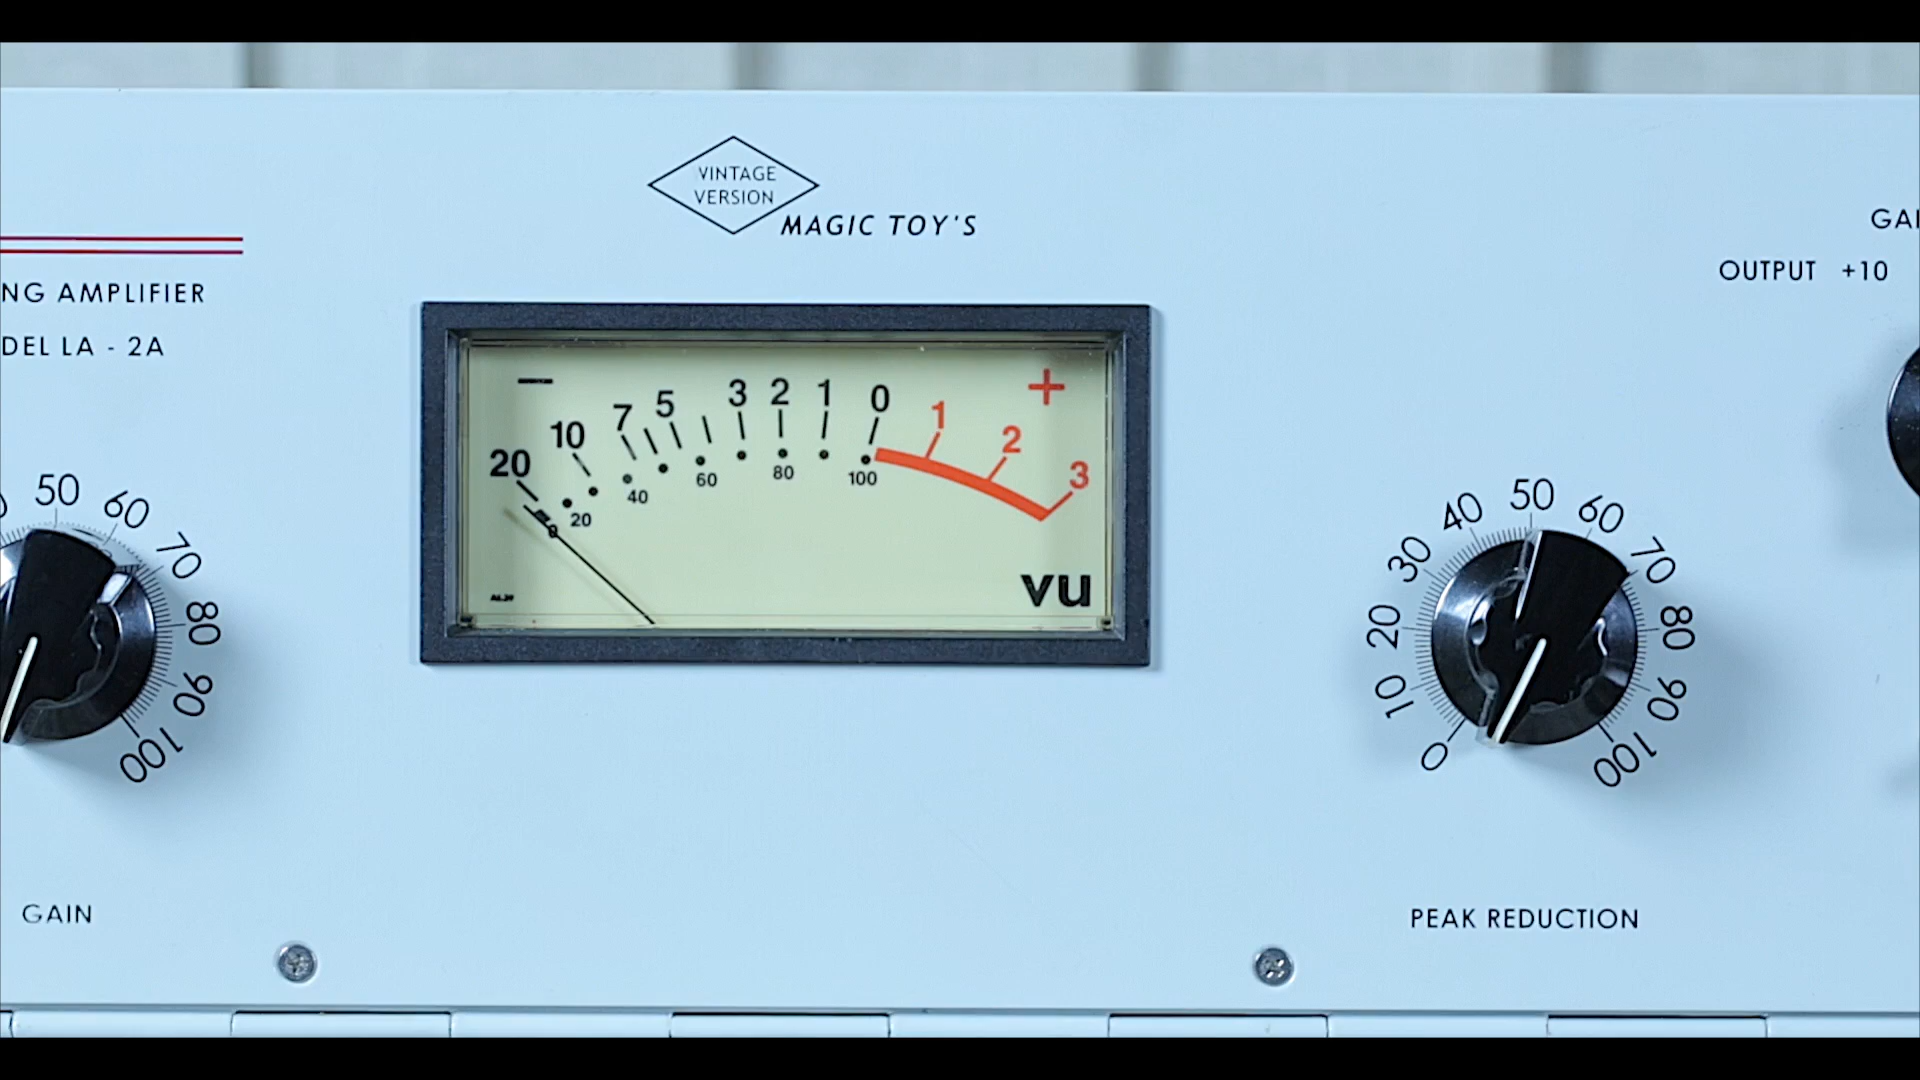 VINTAGE
VERSION
MAGIC TOY'S
NG AMPLIFIER
DEL LA - 2A
GAI
OUTPUT +10
- +
20 10 7 5 3 2 1 0 1 2 3
0 20 40 60 80 100
vu
50 60 70 80 90 100
GAIN
0 10 20 30 40 50 60 70 80 90 100
PEAK REDUCTION